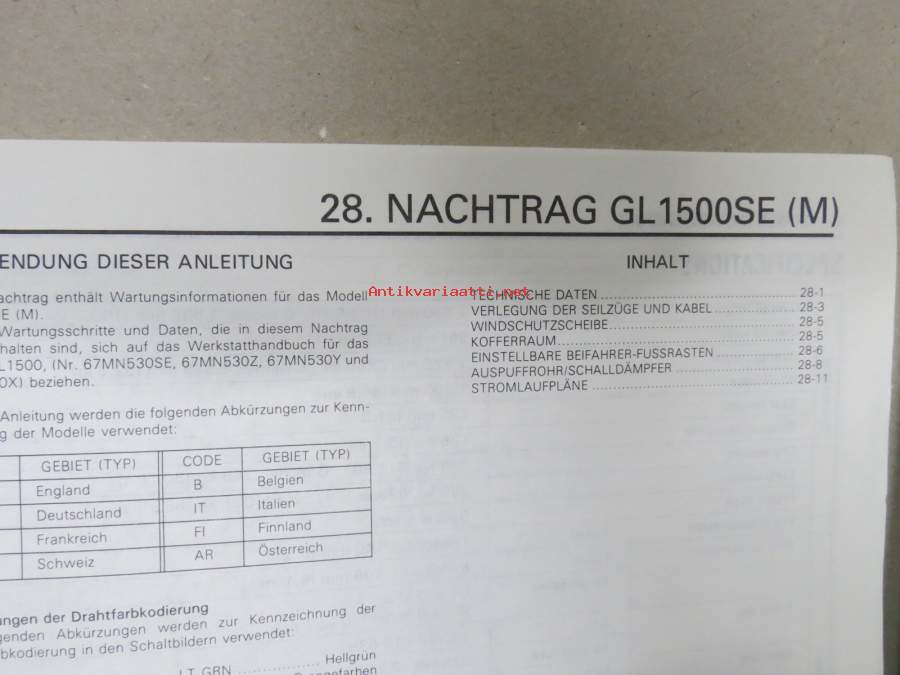 28. NACHTRAG GL1500SE (M)
ENDUNG DIESER ANLEITUNG
achtrag enthält Wartungsinformationen für das Modell
E (M).
Wartungsschritte und Daten, die in diesem Nachtrag
halten sind, sich auf das Werkstatthandbuch für das
L1500, (Nr. 67MN530SE, 67MN530Z, 67MN530Y und
0X) beziehen.
Anleitung werden die folgenden Abkürzungen zur Kenn-
g der Modelle verwendet:
GEBIET (TYP) CODE GEBIET (TYP)
England B Belgien
Deutschland IT Italien
Frankreich FI Finnland
Schweiz AR Österreich
ungen der Drahtfarbkodierung
genden Abkürzungen werden zur Kennzeichnung der
bkodierung in den Schaltbildern verwendet:
LT GRN ................ Hellgrün
INHALT
TECHNISCHE DATEN ................ 28-1
VERLEGUNG DER SEILZÜGE UND KABEL ................ 28-3
WINDSCHUTZSCHEIBE ................ 28-5
KOFFERRAUM ................ 28-5
EINSTELLBARE BEIFAHRER-FUSSRASTEN ................ 28-6
AUSPUFFROHR/SCHALLDÄMPFER ................ 28-8
STROMLAUFPLÄNE ................ 28-11
Antikvariaatti.net